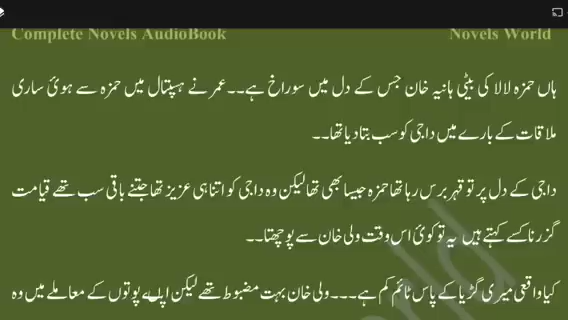 Complete Novels AudioBook Novels World
ہاں حمزہ لالا کی بیٹی ہانیہ خان جس کے دل میں سوراخ ہے۔۔عمر نے ہسپتال میں حمزہ سے ہوئ ساری
ملاقات کے بارے میں داجی کو سب بتا دیا تھا۔۔
داجی کے دل پر تو قہر برس رہا تھا حمزہ جیسا بھی تھا لیکن وہ داجی کو اتنا ہی عزیز تھا جتنے باقی سب تھے قیامت
گزرنا کسے کہتے ہیں یہ تو کوئ اس وقت ولی خان سے پوچھتا۔۔
کیا واقعی میری گڑیا کے پاس ٹائم کم ہے۔۔۔ولی خان بہت مضبوط تھے لیکن اپنے پوتوں کے معاملے میں وہ